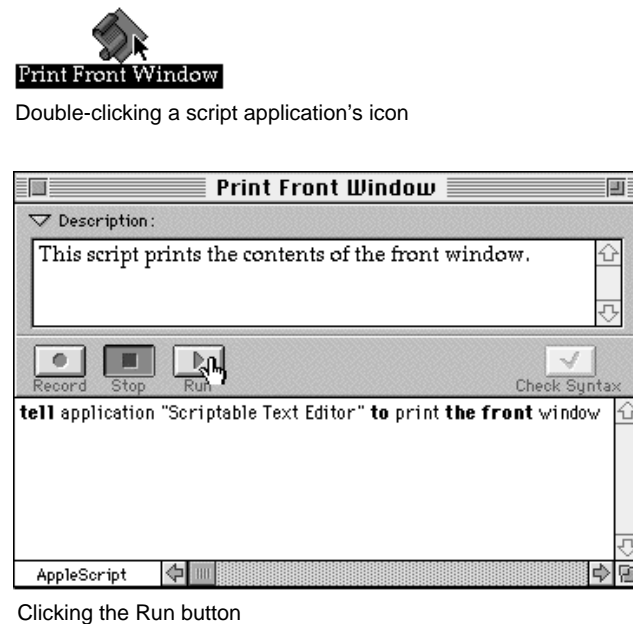 Print Front Window
Double-clicking a script application’s icon
Print Front Window
Description:
This script prints the contents of the front window.
Record Stop Run Check Syntax
tell application "Scriptable Text Editor" to print the front window
AppleScript
Clicking the Run button